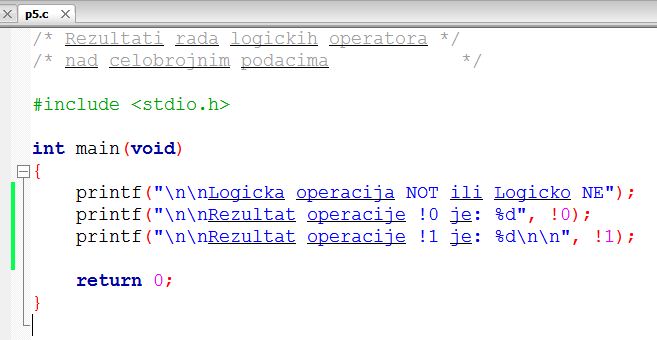 p5.c
/* Rezultati rada logickih operatora */
/* nad celobrojnim podacima            */
#include <stdio.h>
int main(void)
{
    printf("\n\nLogicka operacija NOT ili Logicko NE");
    printf("\n\nRezultat operacije !0 je: %d", !0);
    printf("\n\nRezultat operacije !1 je: %d\n\n", !1);
    return 0;
}